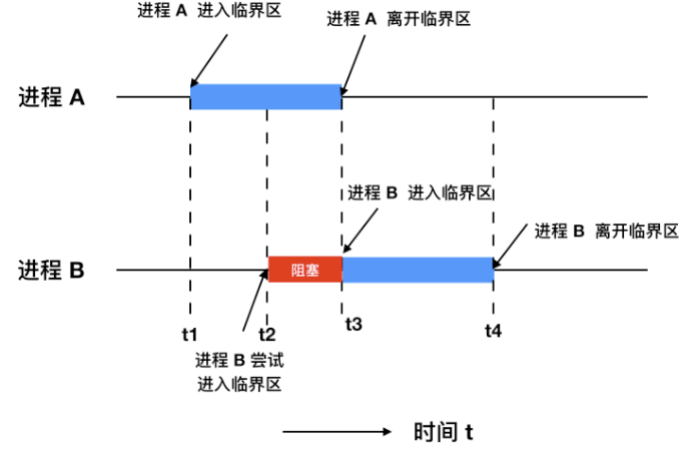 进程 A 进入临界区
进程 A 离开临界区
进程 A
进程 B 进入临界区
进程 B 离开临界区
进程 B
阻塞
t1
t2
t3
t4
进程 B 尝试
进入临界区
时间 t